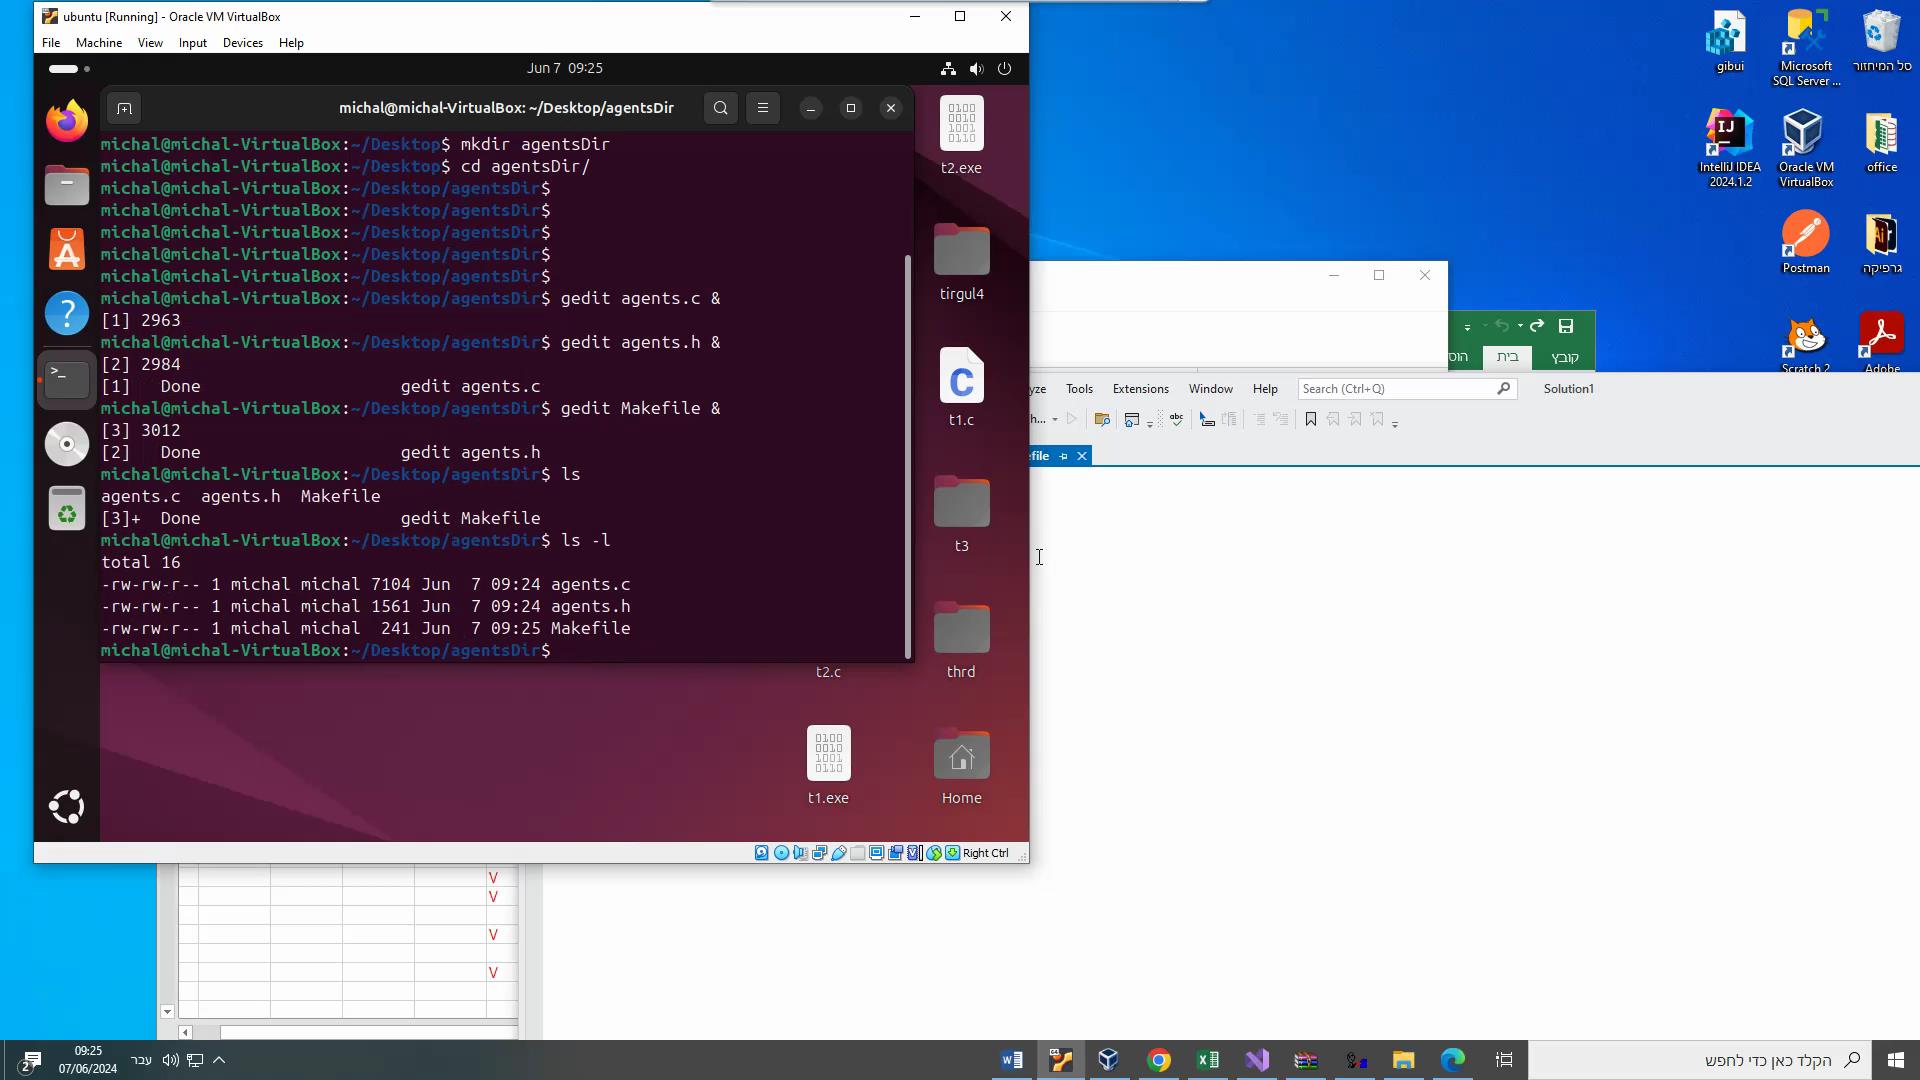 ubuntu [Running] - Oracle VM VirtualBox
File Machine View Input Devices Help
Jun 7 09:25
michal@michal-VirtualBox: ~/Desktop/agentsDir
michal@michal-VirtualBox:~/Desktop$ mkdir agentsDir
michal@michal-VirtualBox:~/Desktop$ cd agentsDir/
michal@michal-VirtualBox:~/Desktop/agentsDir$
michal@michal-VirtualBox:~/Desktop/agentsDir$
michal@michal-VirtualBox:~/Desktop/agentsDir$
michal@michal-VirtualBox:~/Desktop/agentsDir$
michal@michal-VirtualBox:~/Desktop/agentsDir$
michal@michal-VirtualBox:~/Desktop/agentsDir$ gedit agents.c &
[1] 2963
michal@michal-VirtualBox:~/Desktop/agentsDir$ gedit agents.h &
[2] 2984
[1]   Done                    gedit agents.c
michal@michal-VirtualBox:~/Desktop/agentsDir$ gedit Makefile &
[3] 3012
[2]   Done                    gedit agents.h
michal@michal-VirtualBox:~/Desktop/agentsDir$ ls
agents.c  agents.h  Makefile
[3]+  Done                    gedit Makefile
michal@michal-VirtualBox:~/Desktop/agentsDir$ ls -l
total 16
-rw-rw-r-- 1 michal michal 7104 Jun  7 09:24 agents.c
-rw-rw-r-- 1 michal michal 1561 Jun  7 09:24 agents.h
-rw-rw-r-- 1 michal michal  241 Jun  7 09:25 Makefile
michal@michal-VirtualBox:~/Desktop/agentsDir$
t2.exe
tirgul4
t1.c
t3
thrd
t2.c
t1.exe
Home
Right Ctrl
gibui
Microsoft
SQL Server ...
סל המיחזור
IntelliJ IDEA
2024.1.2
Oracle VM
VirtualBox
office
Postman
גרפיקה
Scratch 2
Adobe
קובץ
בית
הוס
yze Tools Extensions Window Help
Search (Ctrl+Q)
Solution1
h...
efile
V
V
V
V
09:25
07/06/2024
2
עבר
הקלד כאן כדי לחפש